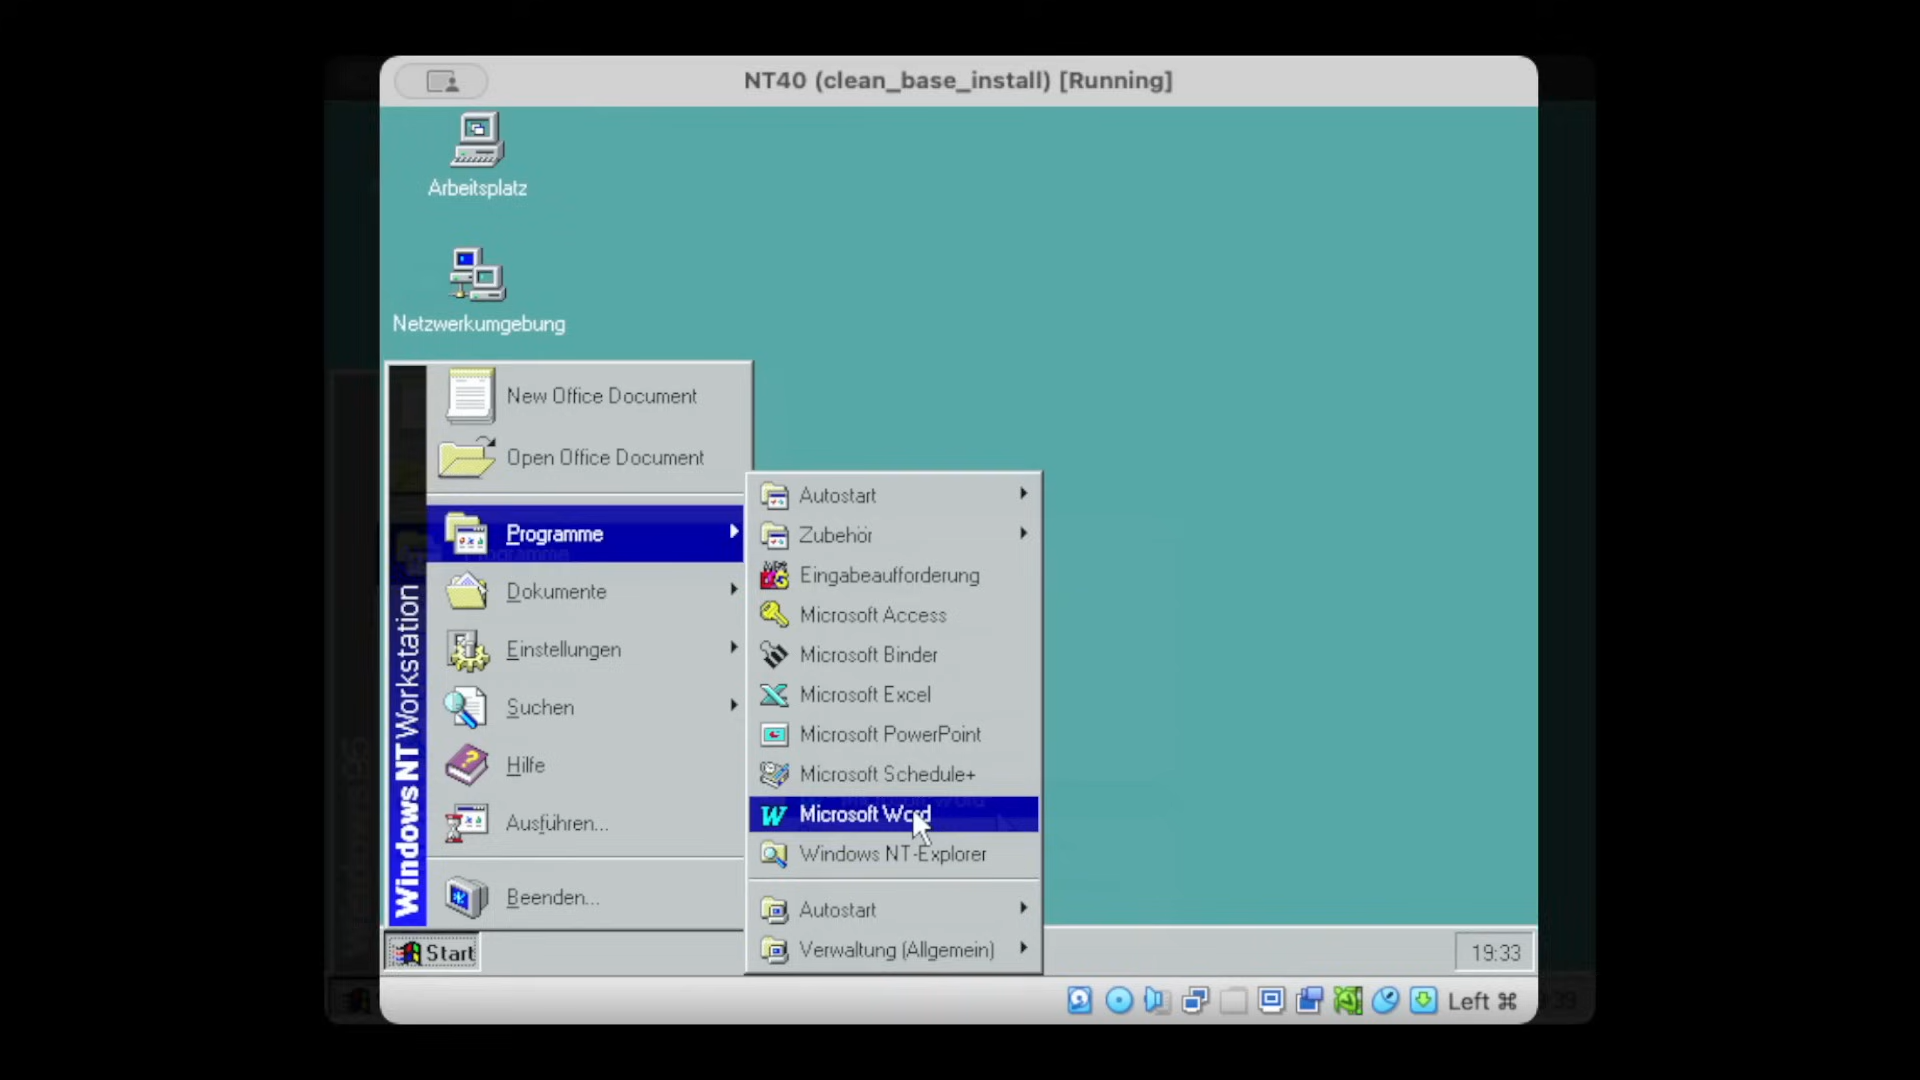 NT40 (clean_base_install) [Running]
Arbeitsplatz
Netzwerkumgebung
New Office Document
Open Office Document
Programme
Dokumente
Einstellungen
Suchen
Hilfe
Ausführen...
Beenden...
Windows NT Workstation
Autostart
Zubehör
Eingabeaufforderung
Microsoft Access
Microsoft Binder
Microsoft Excel
Microsoft PowerPoint
Microsoft Schedule+
Microsoft Word
Windows NT-Explorer
Autostart
Verwaltung (Allgemein)
Start
19:33
Left ⌘